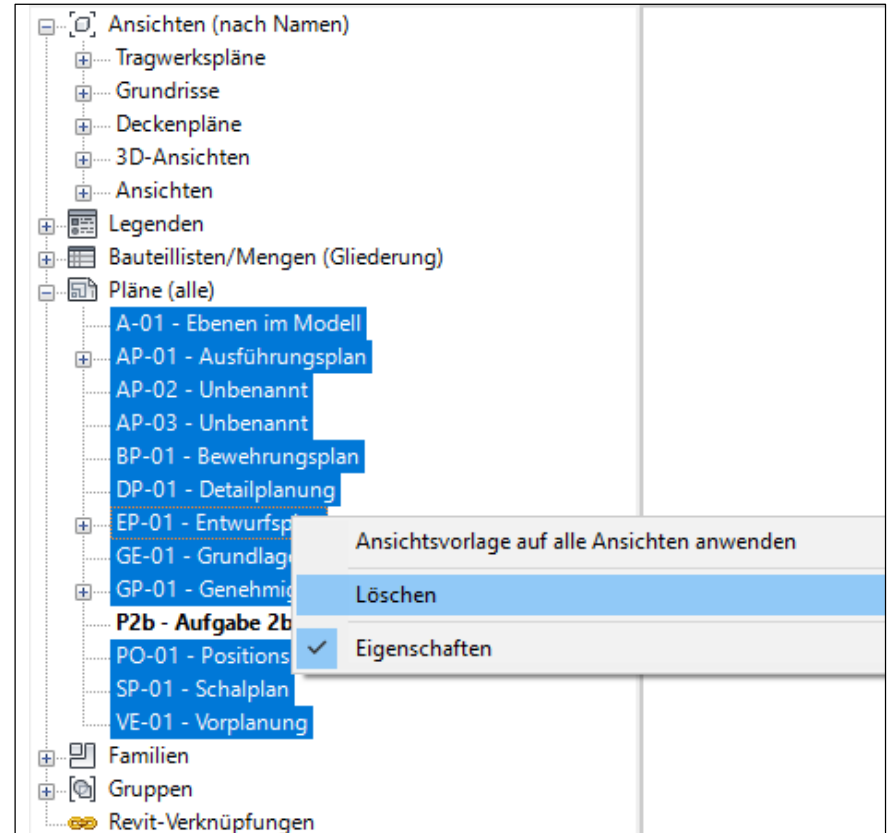 Ansichten (nach Namen)
Tragwerkspläne
Grundrisse
Deckenpläne
3D-Ansichten
Ansichten
Legenden
Bauteillisten/Mengen (Gliederung)
Pläne (alle)
A-01 - Ebenen im Modell
AP-01 - Ausführungsplan
AP-02 - Unbenannt
AP-03 - Unbenannt
BP-01 - Bewehrungsplan
DP-01 - Detailplanung
EP-01 - Entwurfsp
Ansichtsvorlage auf alle Ansichten anwenden
GE-01 - Grundlag
GP-01 - Genehmig
Löschen
P2b - Aufgabe 2b
Eigenschaften
PO-01 - Positions
SP-01 - Schalplan
VE-01 - Vorplanung
Familien
Gruppen
Revit-Verknüpfungen